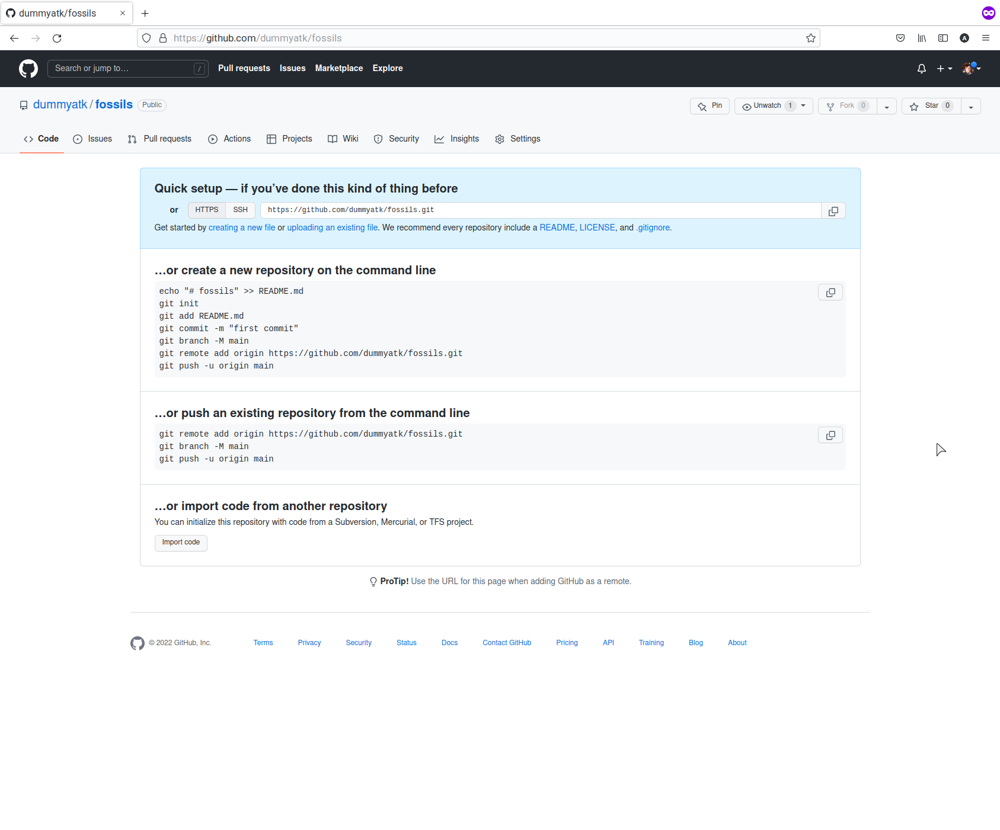 dummyatk/fossils
https://github.com/dummyatk/fossils
A
Search or jump to…
/
Pull requests Issues Marketplace Explore
dummyatk / fossils Public
Pin Unwatch 1 Fork 0 Star 0
Code Issues Pull requests Actions Projects Wiki Security Insights Settings
Quick setup — if you’ve done this kind of thing before
or HTTPS SSH https://github.com/dummyatk/fossils.git
Get started by creating a new file or uploading an existing file. We recommend every repository include a README, LICENSE, and .gitignore.
…or create a new repository on the command line
echo "# fossils" >> README.md
git init
git add README.md
git commit -m "first commit"
git branch -M main
git remote add origin https://github.com/dummyatk/fossils.git
git push -u origin main
…or push an existing repository from the command line
git remote add origin https://github.com/dummyatk/fossils.git
git branch -M main
git push -u origin main
…or import code from another repository
You can initialize this repository with code from a Subversion, Mercurial, or TFS project.
Import code
ProTip! Use the URL for this page when adding GitHub as a remote.
© 2022 GitHub, Inc. Terms Privacy Security Status Docs Contact GitHub Pricing API Training Blog About